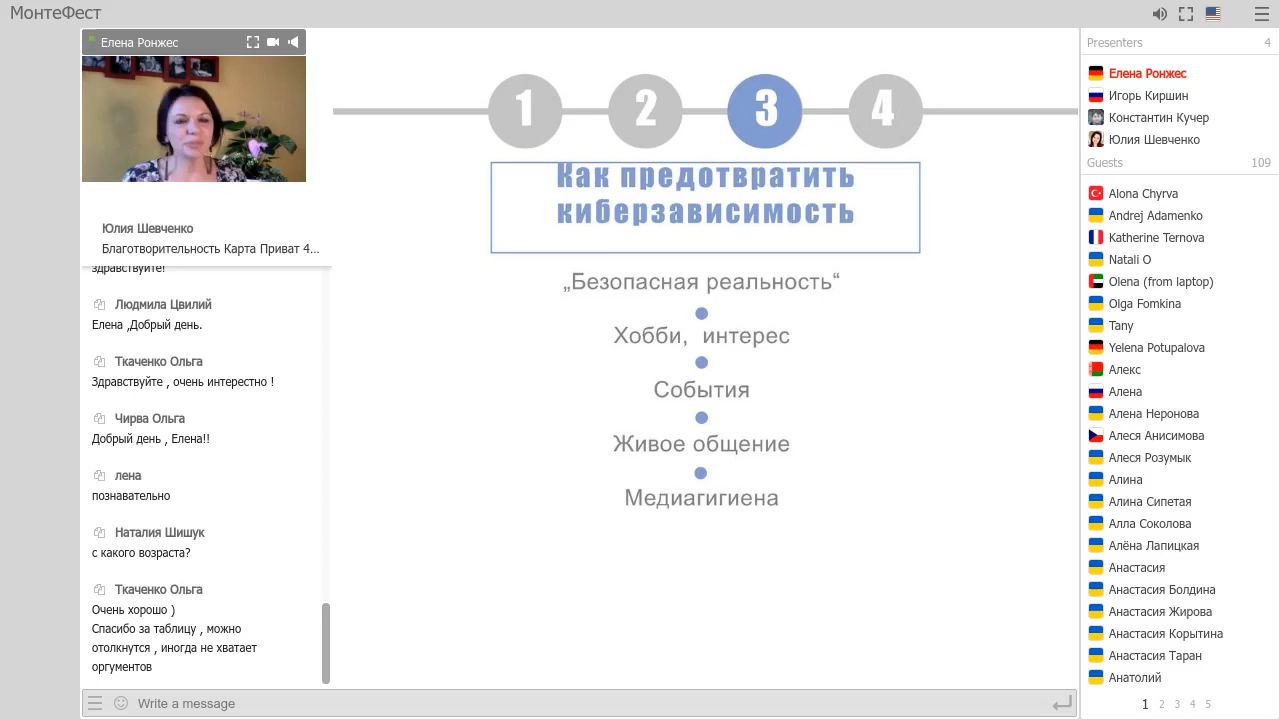 МонтеФест
Елена Ронжес
Юлия Шевченко
Благотворительность Карта Приват 4...
здравствуйте!
Людмила Цвилий
Елена ,Добрый день.
Ткаченко Ольга
Здравствуйте , очень интерестно !
Чирва Ольга
Добрый день , Елена!!
лена
познавательно
Наталия Шишук
с какого возраста?
Ткаченко Ольга
Очень хорошо )
Спасибо за таблицу , можно
отолкнутся , иногда не хватает
оргументов
Write a message
1 2 3 4
Как предотвратить
киберзависимость
„Безопасная реальность“
Хобби, интерес
События
Живое общение
Медиагигиена
Presenters 4
Елена Ронжес
Игорь Киршин
Константин Кучер
Юлия Шевченко
Guests 109
Alona Chyrva
Andrej Adamenko
Katherine Ternova
Natali O
Olena (from laptop)
Olga Fomkina
Tany
Yelena Potupalova
Алекс
Алена
Алена Неронова
Алеся Анисимова
Алеся Розумык
Алина
Алина Сипетая
Алла Соколова
Алёна Лапицкая
Анастасия
Анастасия Болдина
Анастасия Жирова
Анастасия Корытина
Анастасия Таран
Анатолий
1 2 3 4 5